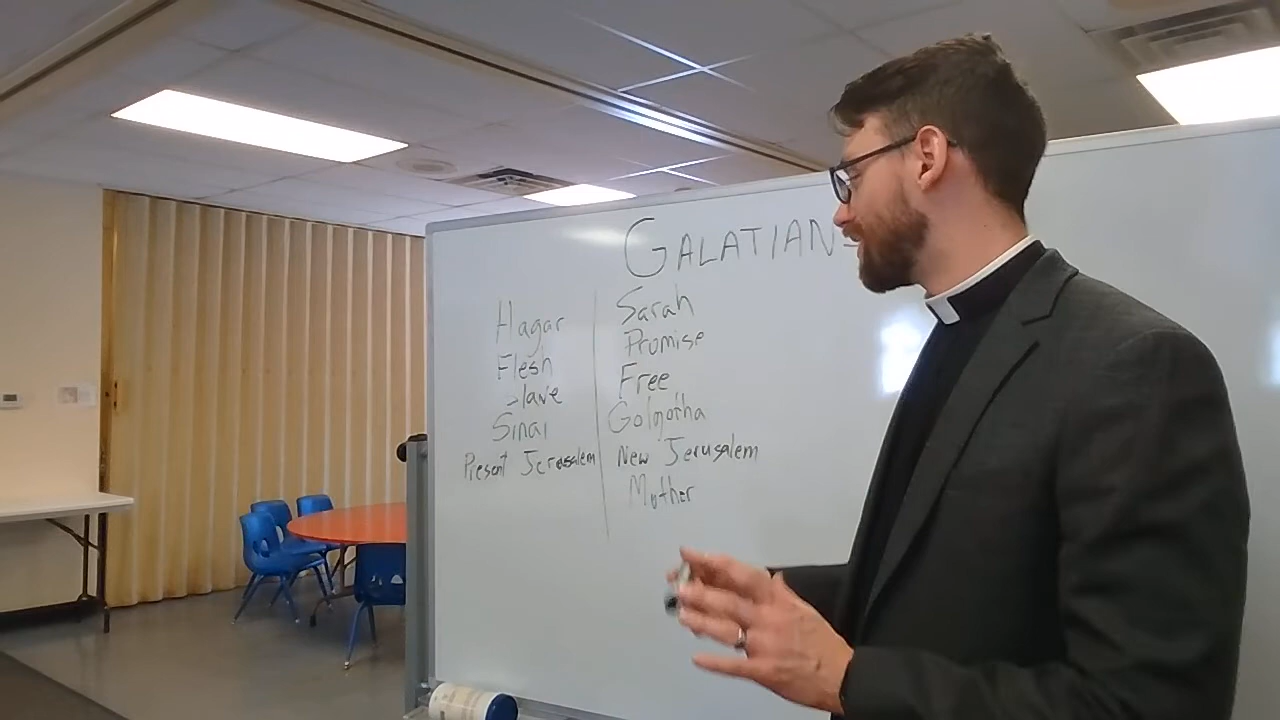 GALATIANS
Hagar
Flesh
Slave
Sinai
Present Jerusalem
Sarah
Promise
Free
Golgotha
New Jerusalem
Mother